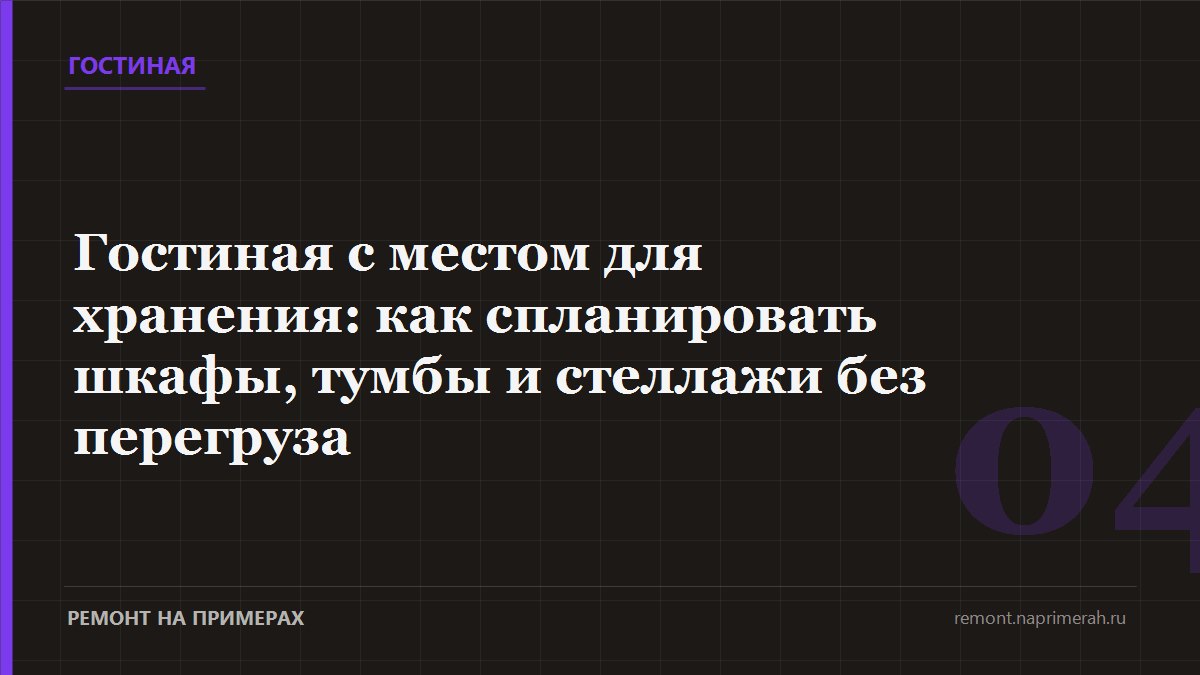 ГОСТИНАЯ
Гостиная с местом для
хранения: как спланировать
шкафы, тумбы и стеллажи без
перегруза
04
РЕМОНТ НА ПРИМЕРАХ
remont.naprimerah.ru